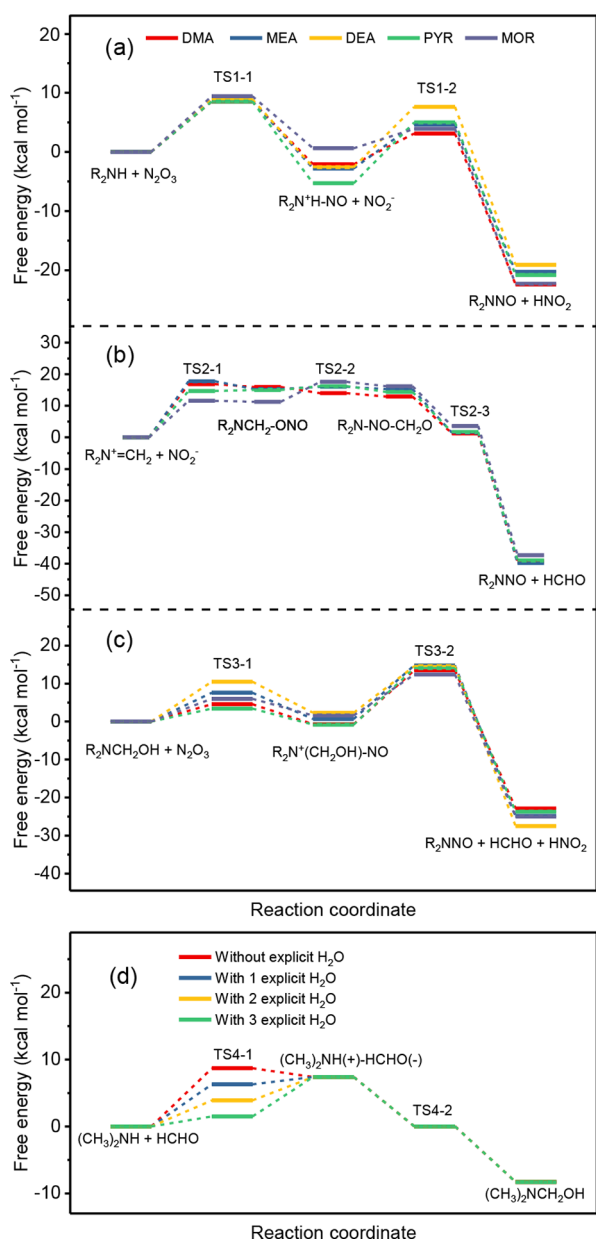 (a)
DMA MEA DEA PYR MOR
20
10
0
-10
-20
Free energy (kcal mol⁻¹)
TS1-1
TS1-2
R₂NH + N₂O₃
R₂N⁺H-NO + NO₂⁻
R₂NNO + HNO₂
(b)
30
20
10
0
-10
-20
-30
-40
-50
Free energy (kcal mol⁻¹)
TS2-1
TS2-2
TS2-3
R₂N⁺=CH₂ + NO₂⁻
R₂NCH₂-ONO
R₂N-NO-CH₂O
R₂NNO + HCHO
(c)
20
10
0
-10
-20
-30
-40
Free energy (kcal mol⁻¹)
TS3-1
TS3-2
R₂NCH₂OH + N₂O₃
R₂N⁺(CH₂OH)-NO
R₂NNO + HCHO + HNO₂
Reaction coordinate
(d)
Without explicit H₂O
With 1 explicit H₂O
With 2 explicit H₂O
With 3 explicit H₂O
20
10
0
-10
Free energy (kcal mol⁻¹)
TS4-1
(CH₃)₂NH(+)-HCHO(-)
TS4-2
(CH₃)₂NH + HCHO
(CH₃)₂NCH₂OH
Reaction coordinate